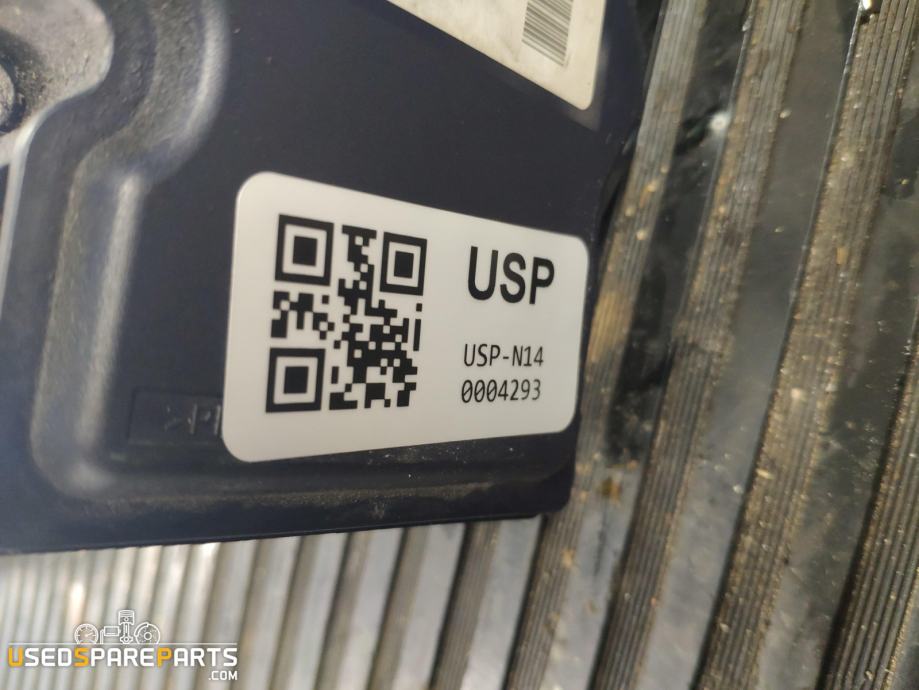 USP
USP-N14
0004293
USEDSPAREPARTS
.COM